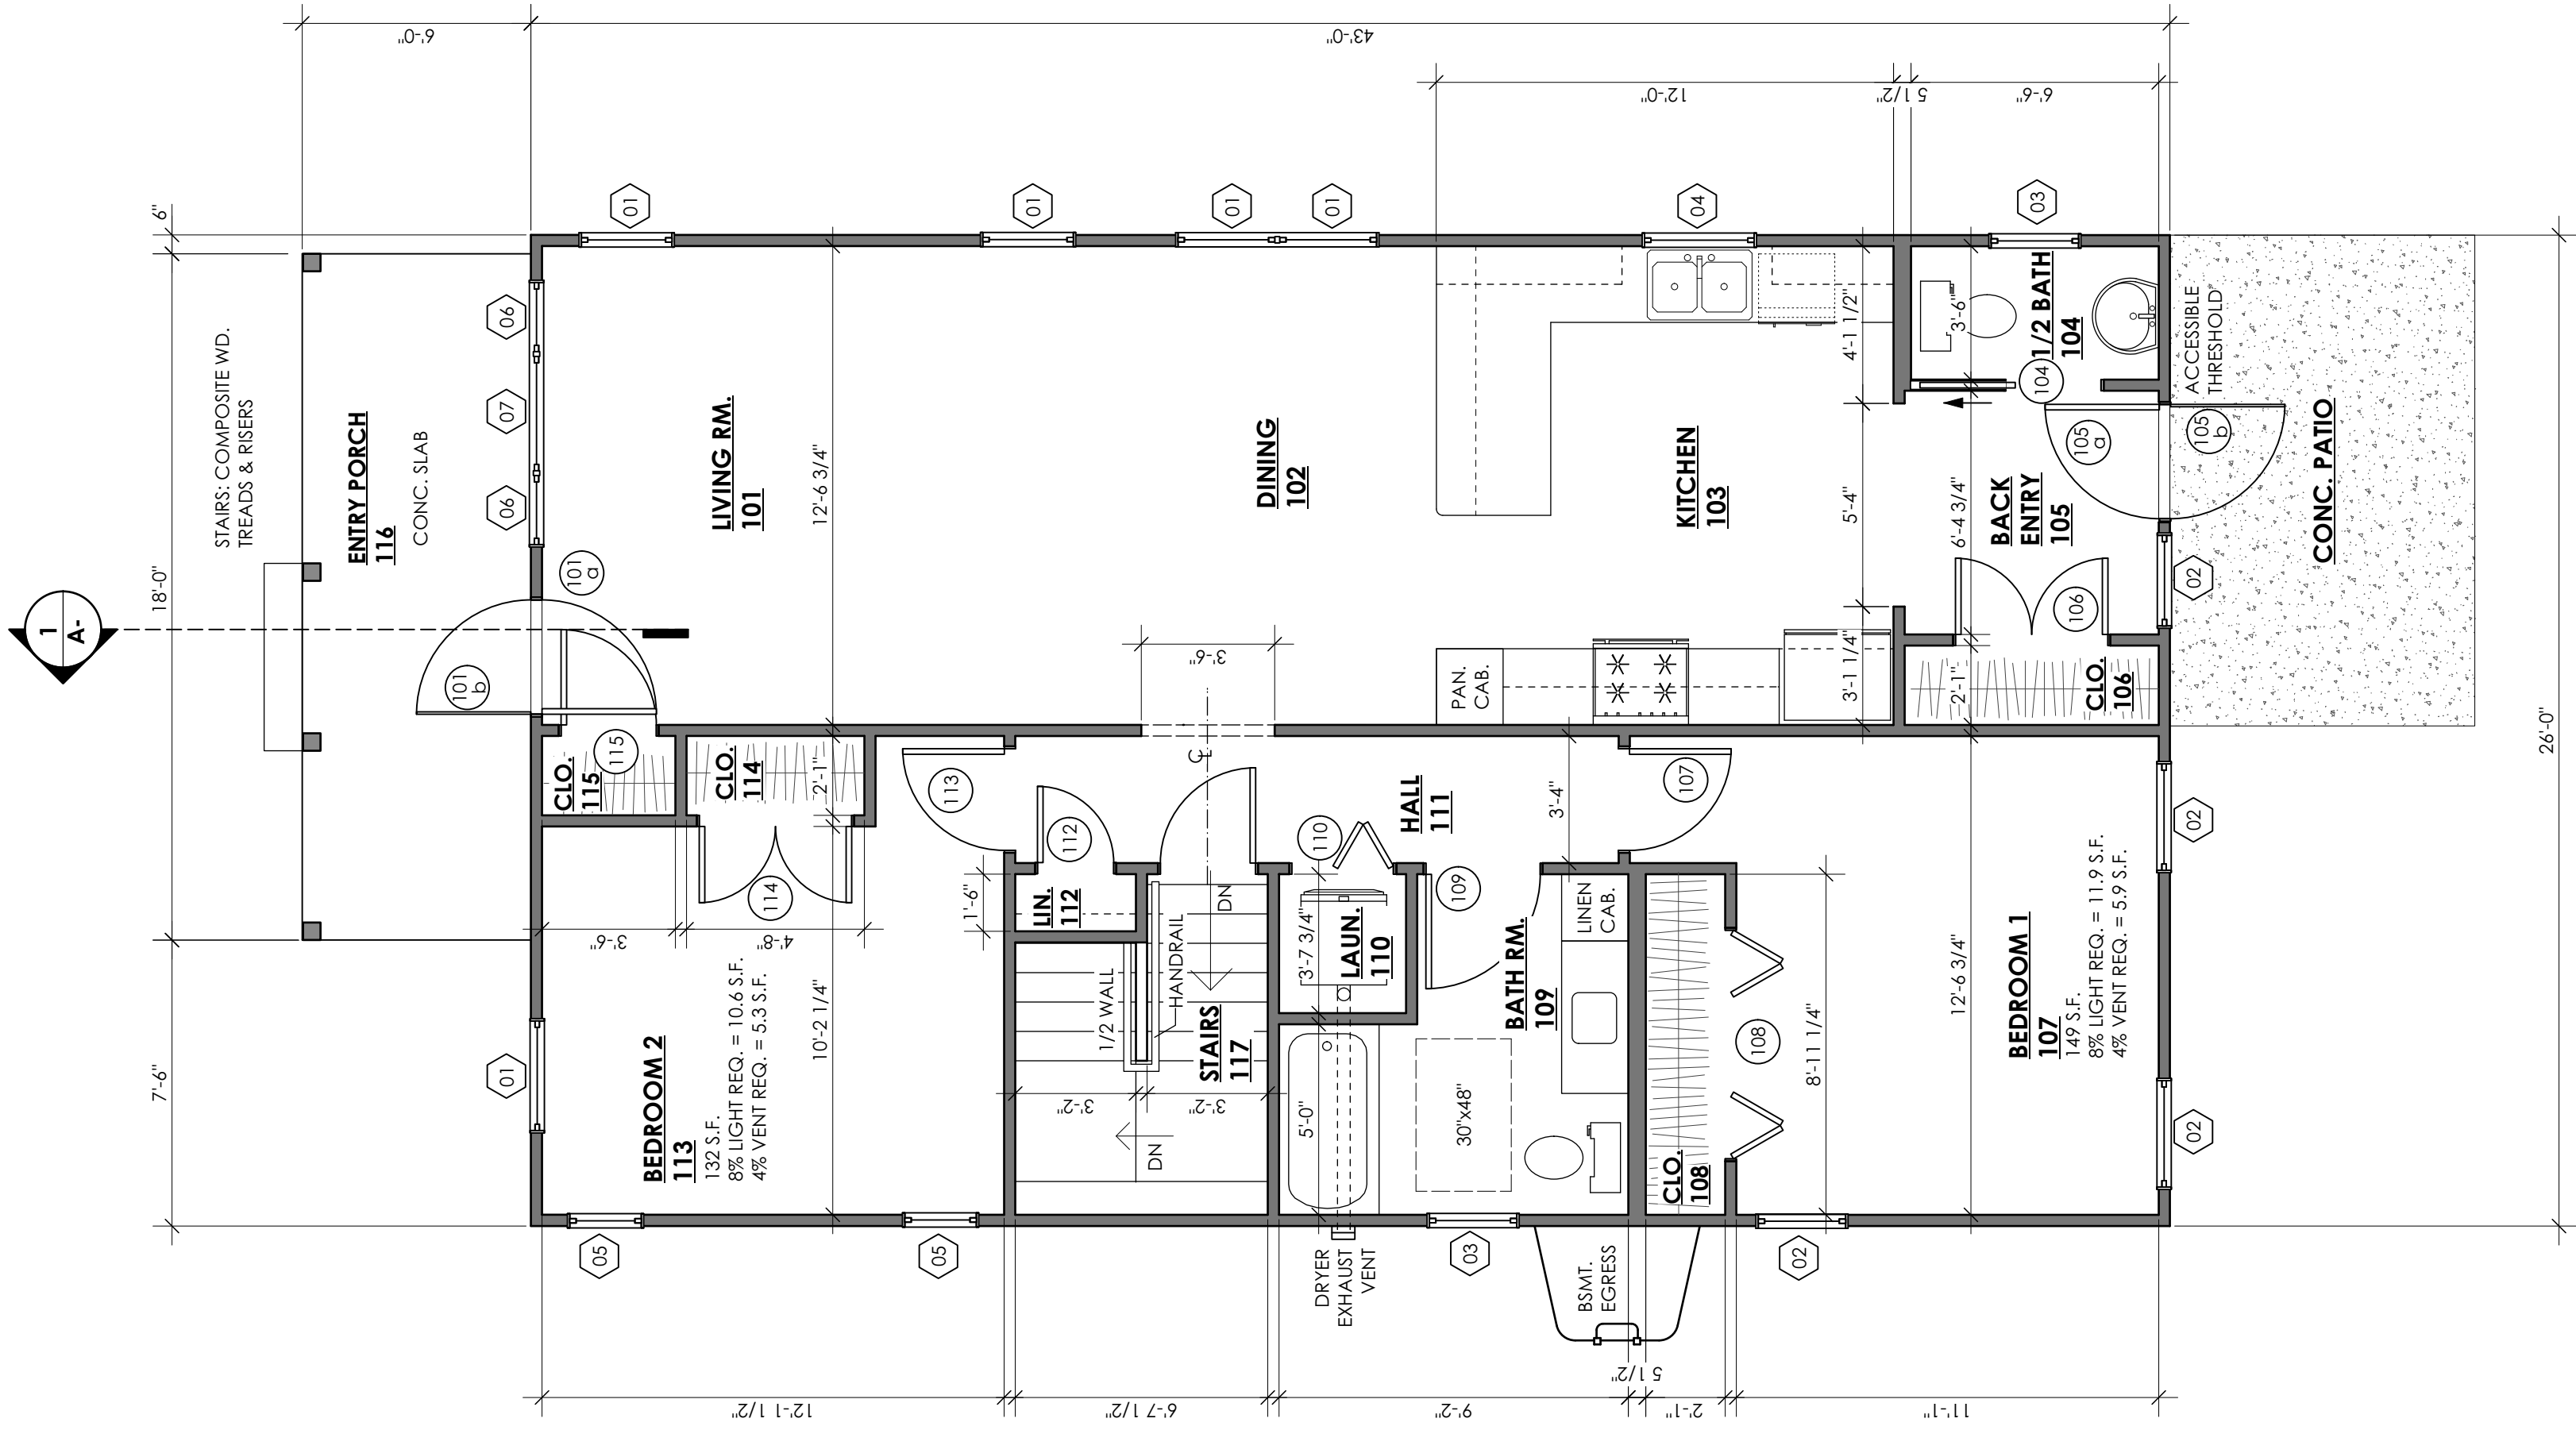 6'-0"
43'-0"
12'-0"
5 1/2"
6'-6"
6"
18'-0"
7'-6"
26'-0"
1
A-
STAIRS: COMPOSITE WD.
TREADS & RISERS
ENTRY PORCH
116
CONC. SLAB
06
07
06
01
01
01
01
01
04
03
101
a
101
b
LIVING RM.
101
12'-6 3/4"
DINING
102
3'-6"
KITCHEN
103
PAN.
CAB.
4'-1 1/2"
5'-4"
3'-1 1/4"
3'-6"
1/2 BATH
104
104
6'-4 3/4"
BACK
ENTRY
105
105
a
105
b
106
2'-1"
CLO.
106
ACCESSIBLE
THRESHOLD
CONC. PATIO
02
02
02
CLO.
115
115
CLO.
114
2'-1"
114
113
3'-6"
4'-8"
BEDROOM 2
113
132 S.F.
8% LIGHT REQ. = 10.6 S.F.
4% VENT REQ. = 5.3 S.F.
10'-2 1/4"
05
05
112
1'-6"
LIN.
112
CL
DN
1/2 WALL
HANDRAIL
STAIRS
117
3'-2"
3'-2"
DN
110
HALL
111
3'-4"
107
3'-7 3/4"
LAUN.
110
109
BATH RM.
109
LINEN
CAB.
5'-0"
30"x48"
CLO.
108
108
8'-11 1/4"
12'-6 3/4"
BEDROOM 1
107
149 S.F.
8% LIGHT REQ. = 11.9 S.F.
4% VENT REQ. = 5.9 S.F.
DRYER
EXHAUST
VENT
03
BSMT.
EGRESS
02
12'-1 1/2"
6'-7 1/2"
9'-2"
5 1/2"
2'-1"
11'-1"